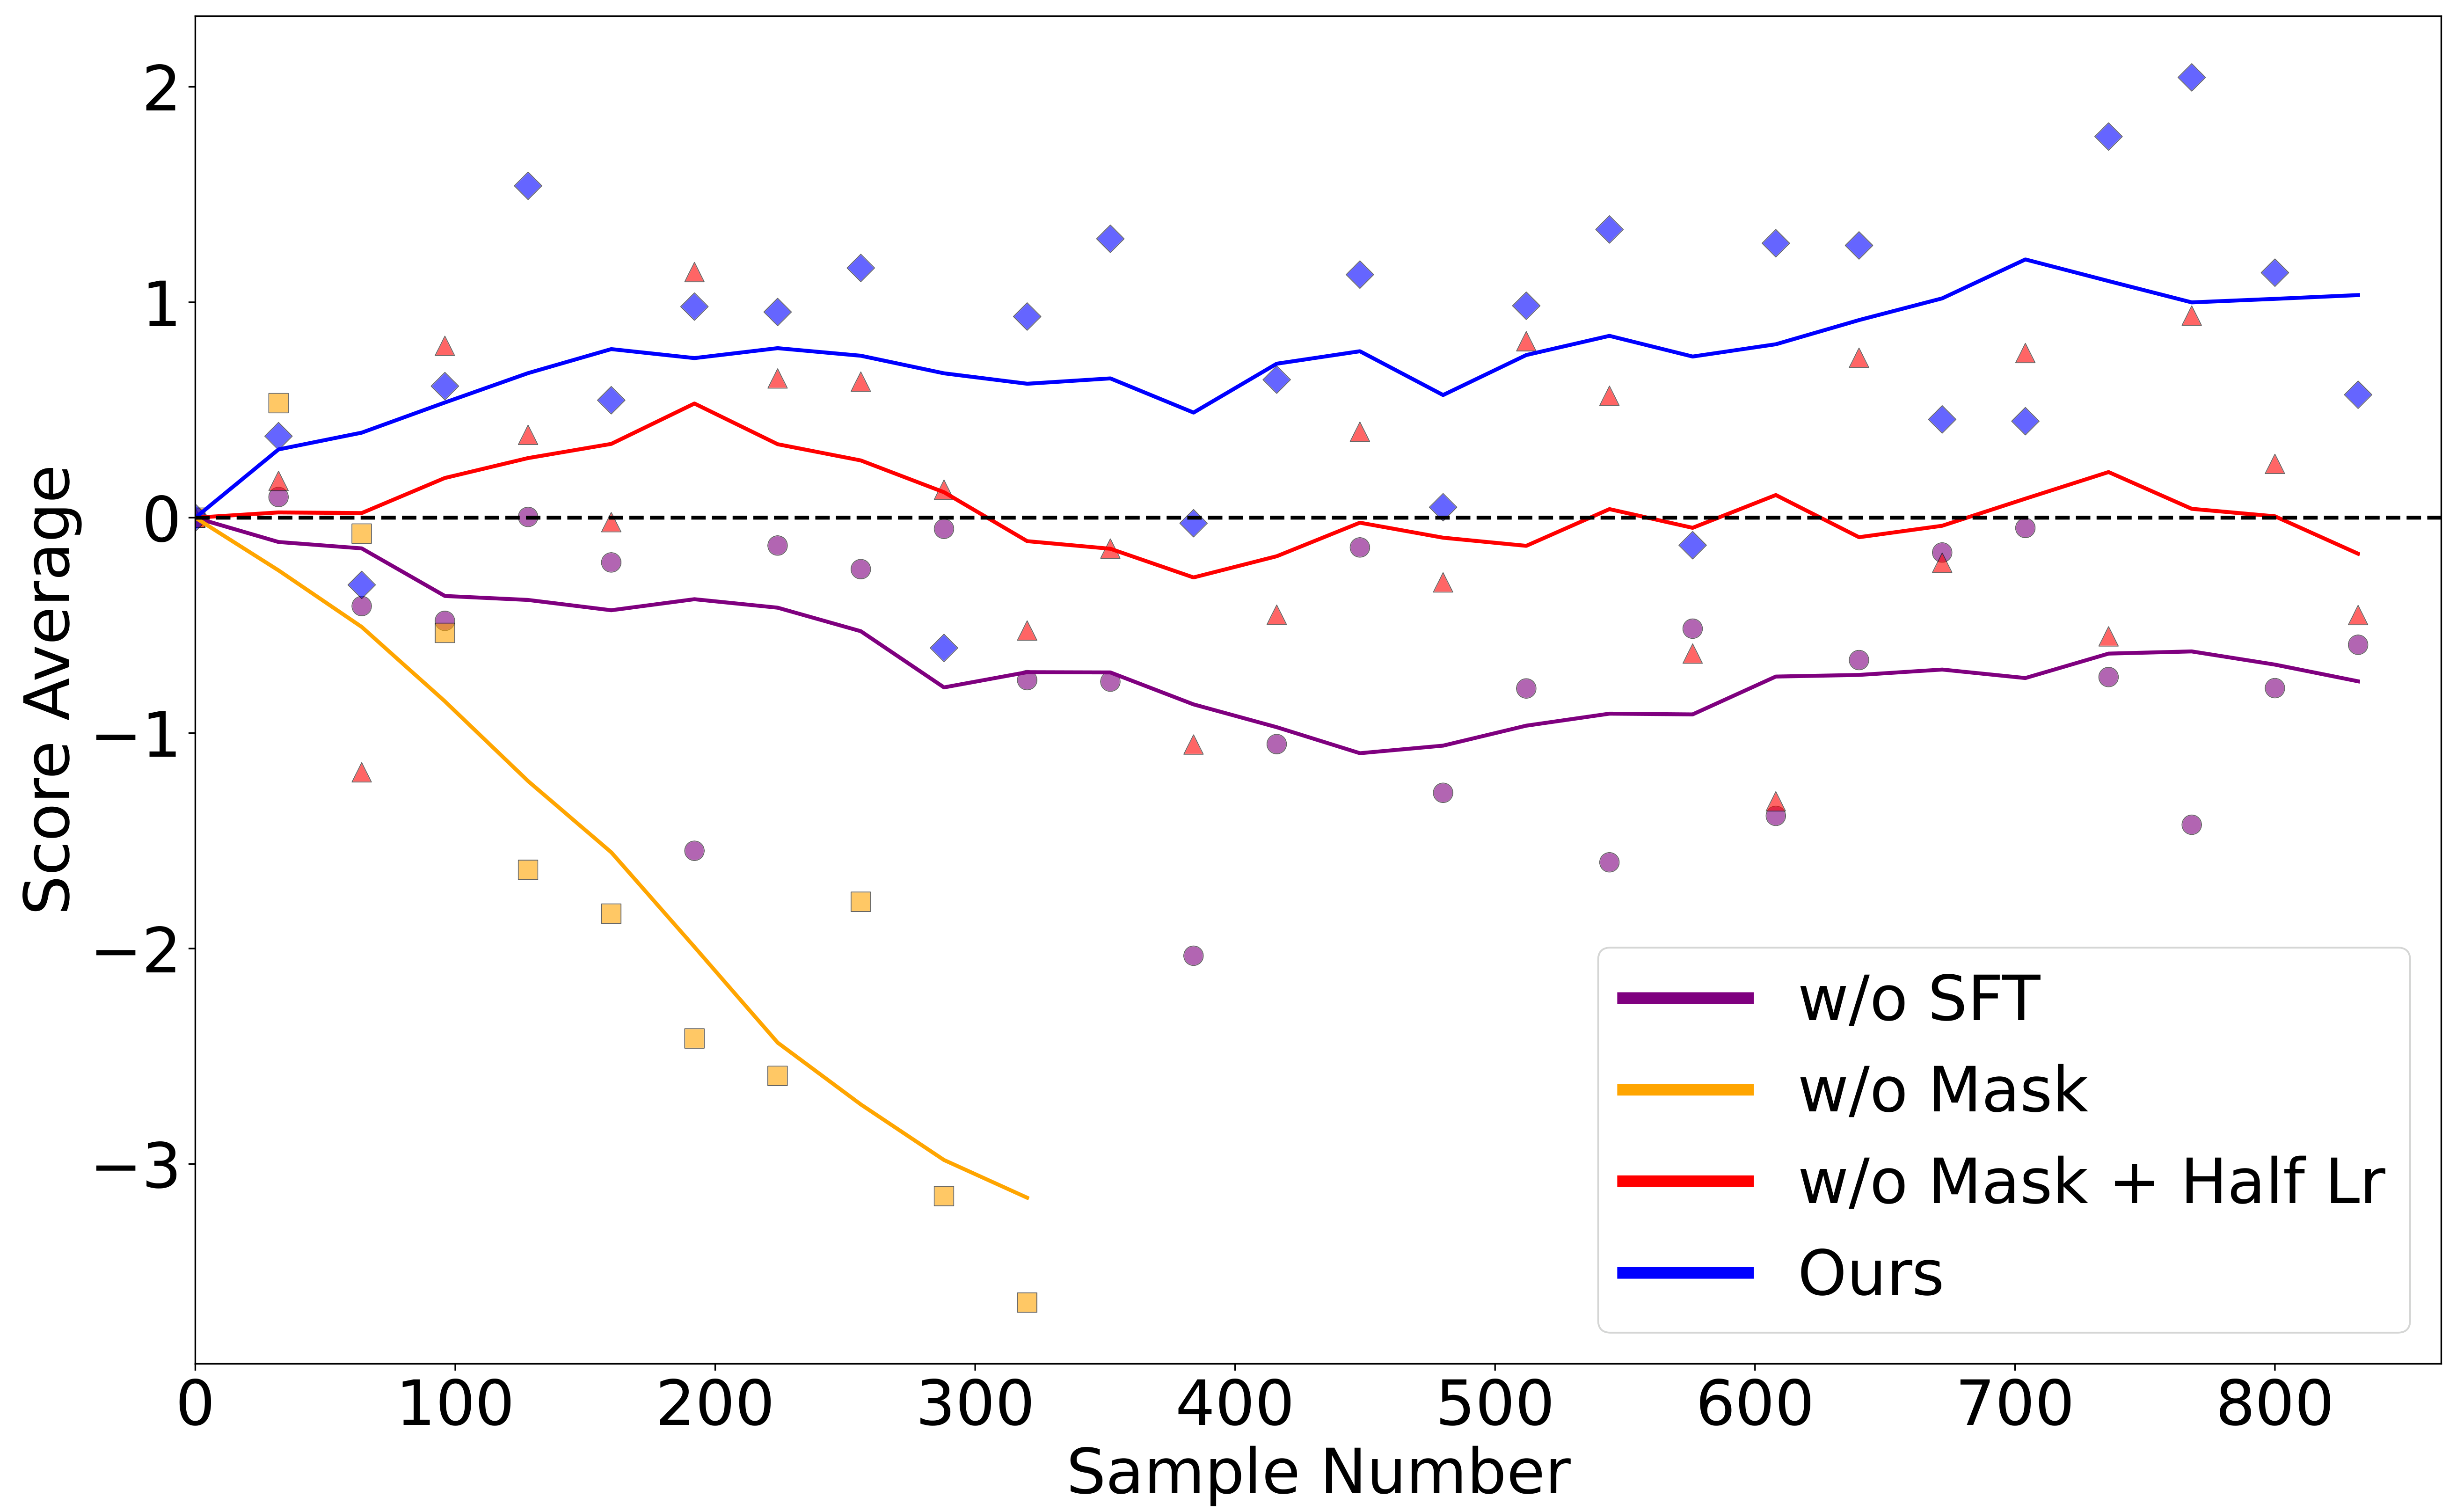 2
1
0
−1
−2
−3
Score Average
0 100 200 300 400 500 600 700 800
Sample Number
w/o SFT
w/o Mask
w/o Mask + Half Lr
Ours